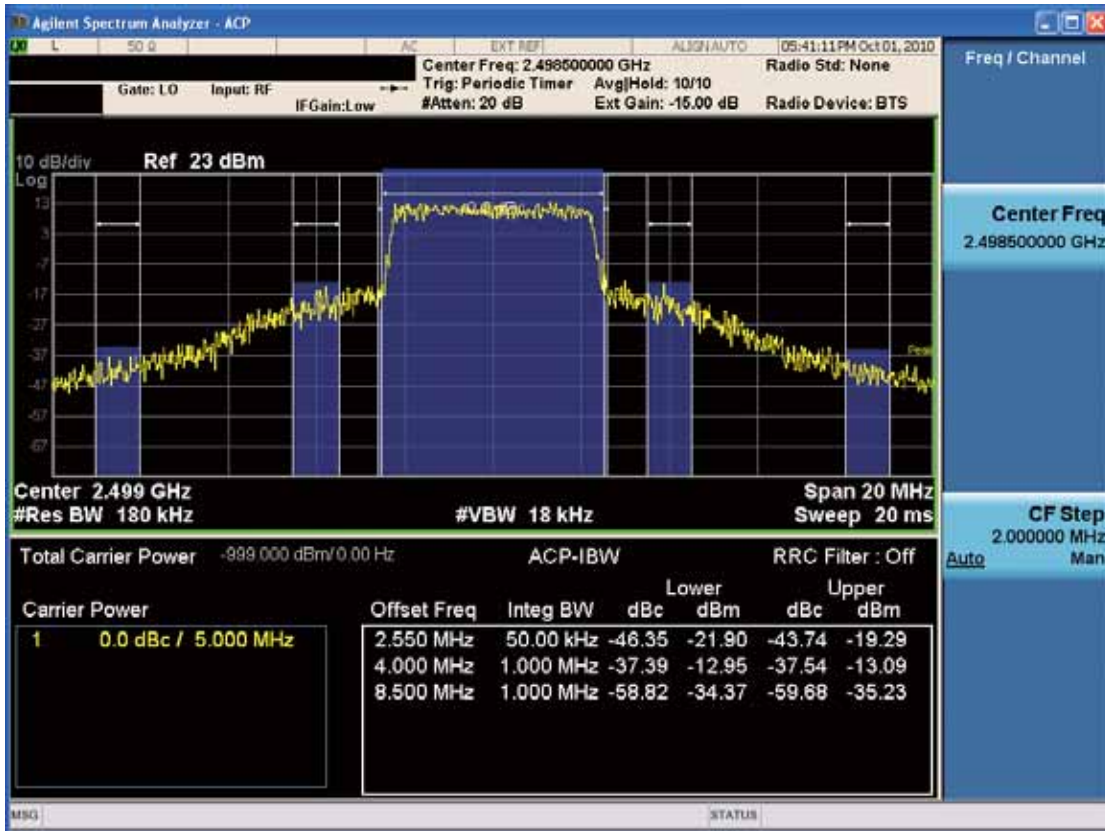 Agilent Spectrum Analyzer - ACP
L 50 Ω AC EXT REF ALIGN AUTO 05:41:11 PM Oct 01, 2010
Center Freq: 2.498500000 GHz Radio Std: None
Gate: LO Input: RF Trig: Periodic Timer Avg|Hold: 10/10
IFGain:Low #Atten: 20 dB Ext Gain: -15.00 dB Radio Device: BTS
10 dB/div Ref 23 dBm
Log
13
3
-7
-17
-27
-37
-47
-57
-67
Center 2.499 GHz Span 20 MHz
#Res BW 180 kHz #VBW 18 kHz Sweep 20 ms
Total Carrier Power -999.000 dBm/ 0.00 Hz ACP-IBW RRC Filter : Off
Lower Upper
Carrier Power Offset Freq Integ BW dBc dBm dBc dBm
1 0.0 dBc / 5.000 MHz 2.550 MHz 50.00 kHz -46.35 -21.90 -43.74 -19.29
4.000 MHz 1.000 MHz -37.39 -12.95 -37.54 -13.09
8.500 MHz 1.000 MHz -58.82 -34.37 -59.68 -35.23
MSG STATUS
Freq / Channel
Center Freq
2.498500000 GHz
CF Step
2.000000 MHz
Auto Man